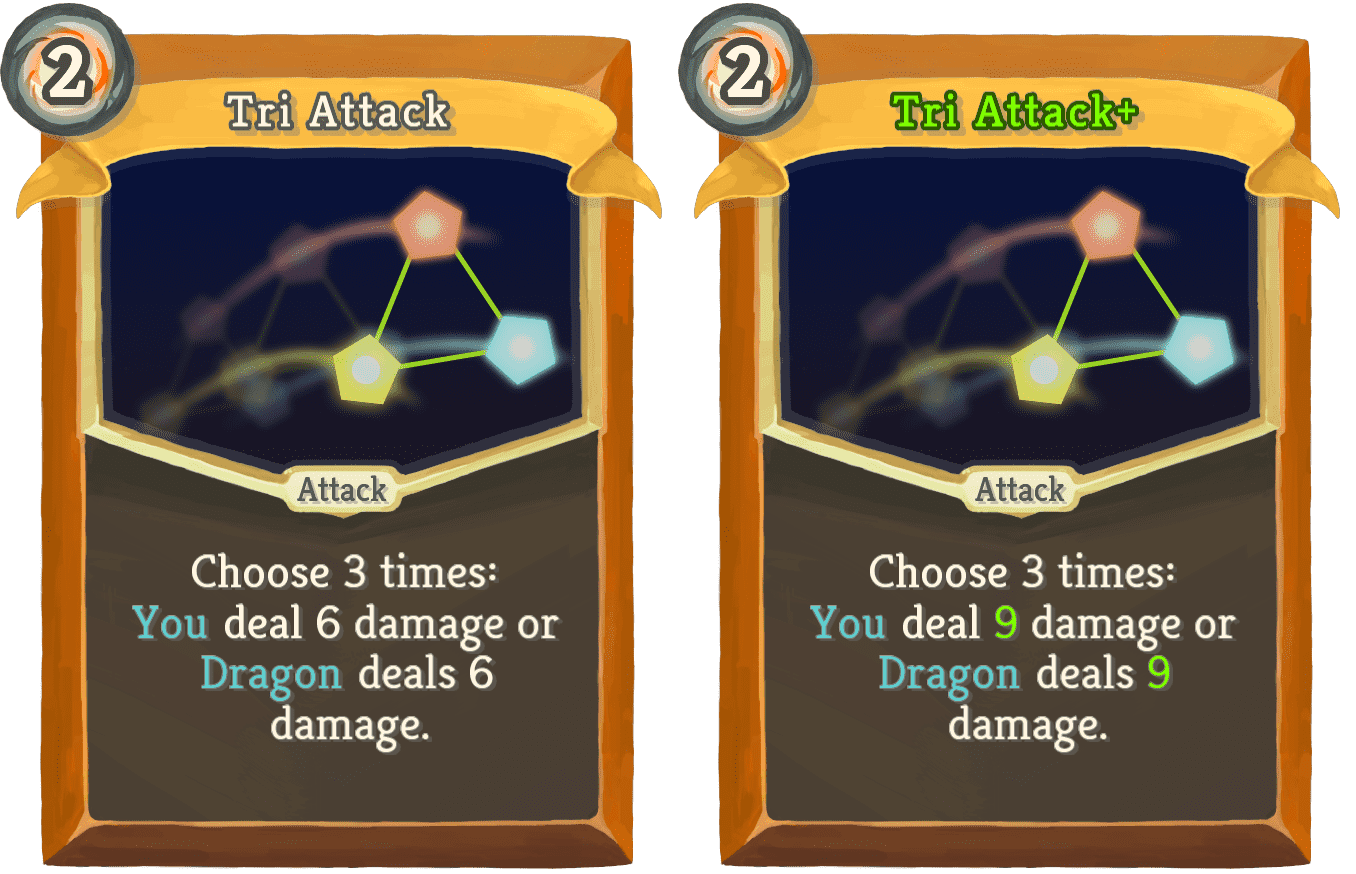 2
Tri Attack
Attack
Choose 3 times:
You deal 6 damage or
Dragon deals 6
damage.
2
Tri Attack+
Attack
Choose 3 times:
You deal 9 damage or
Dragon deals 9
damage.